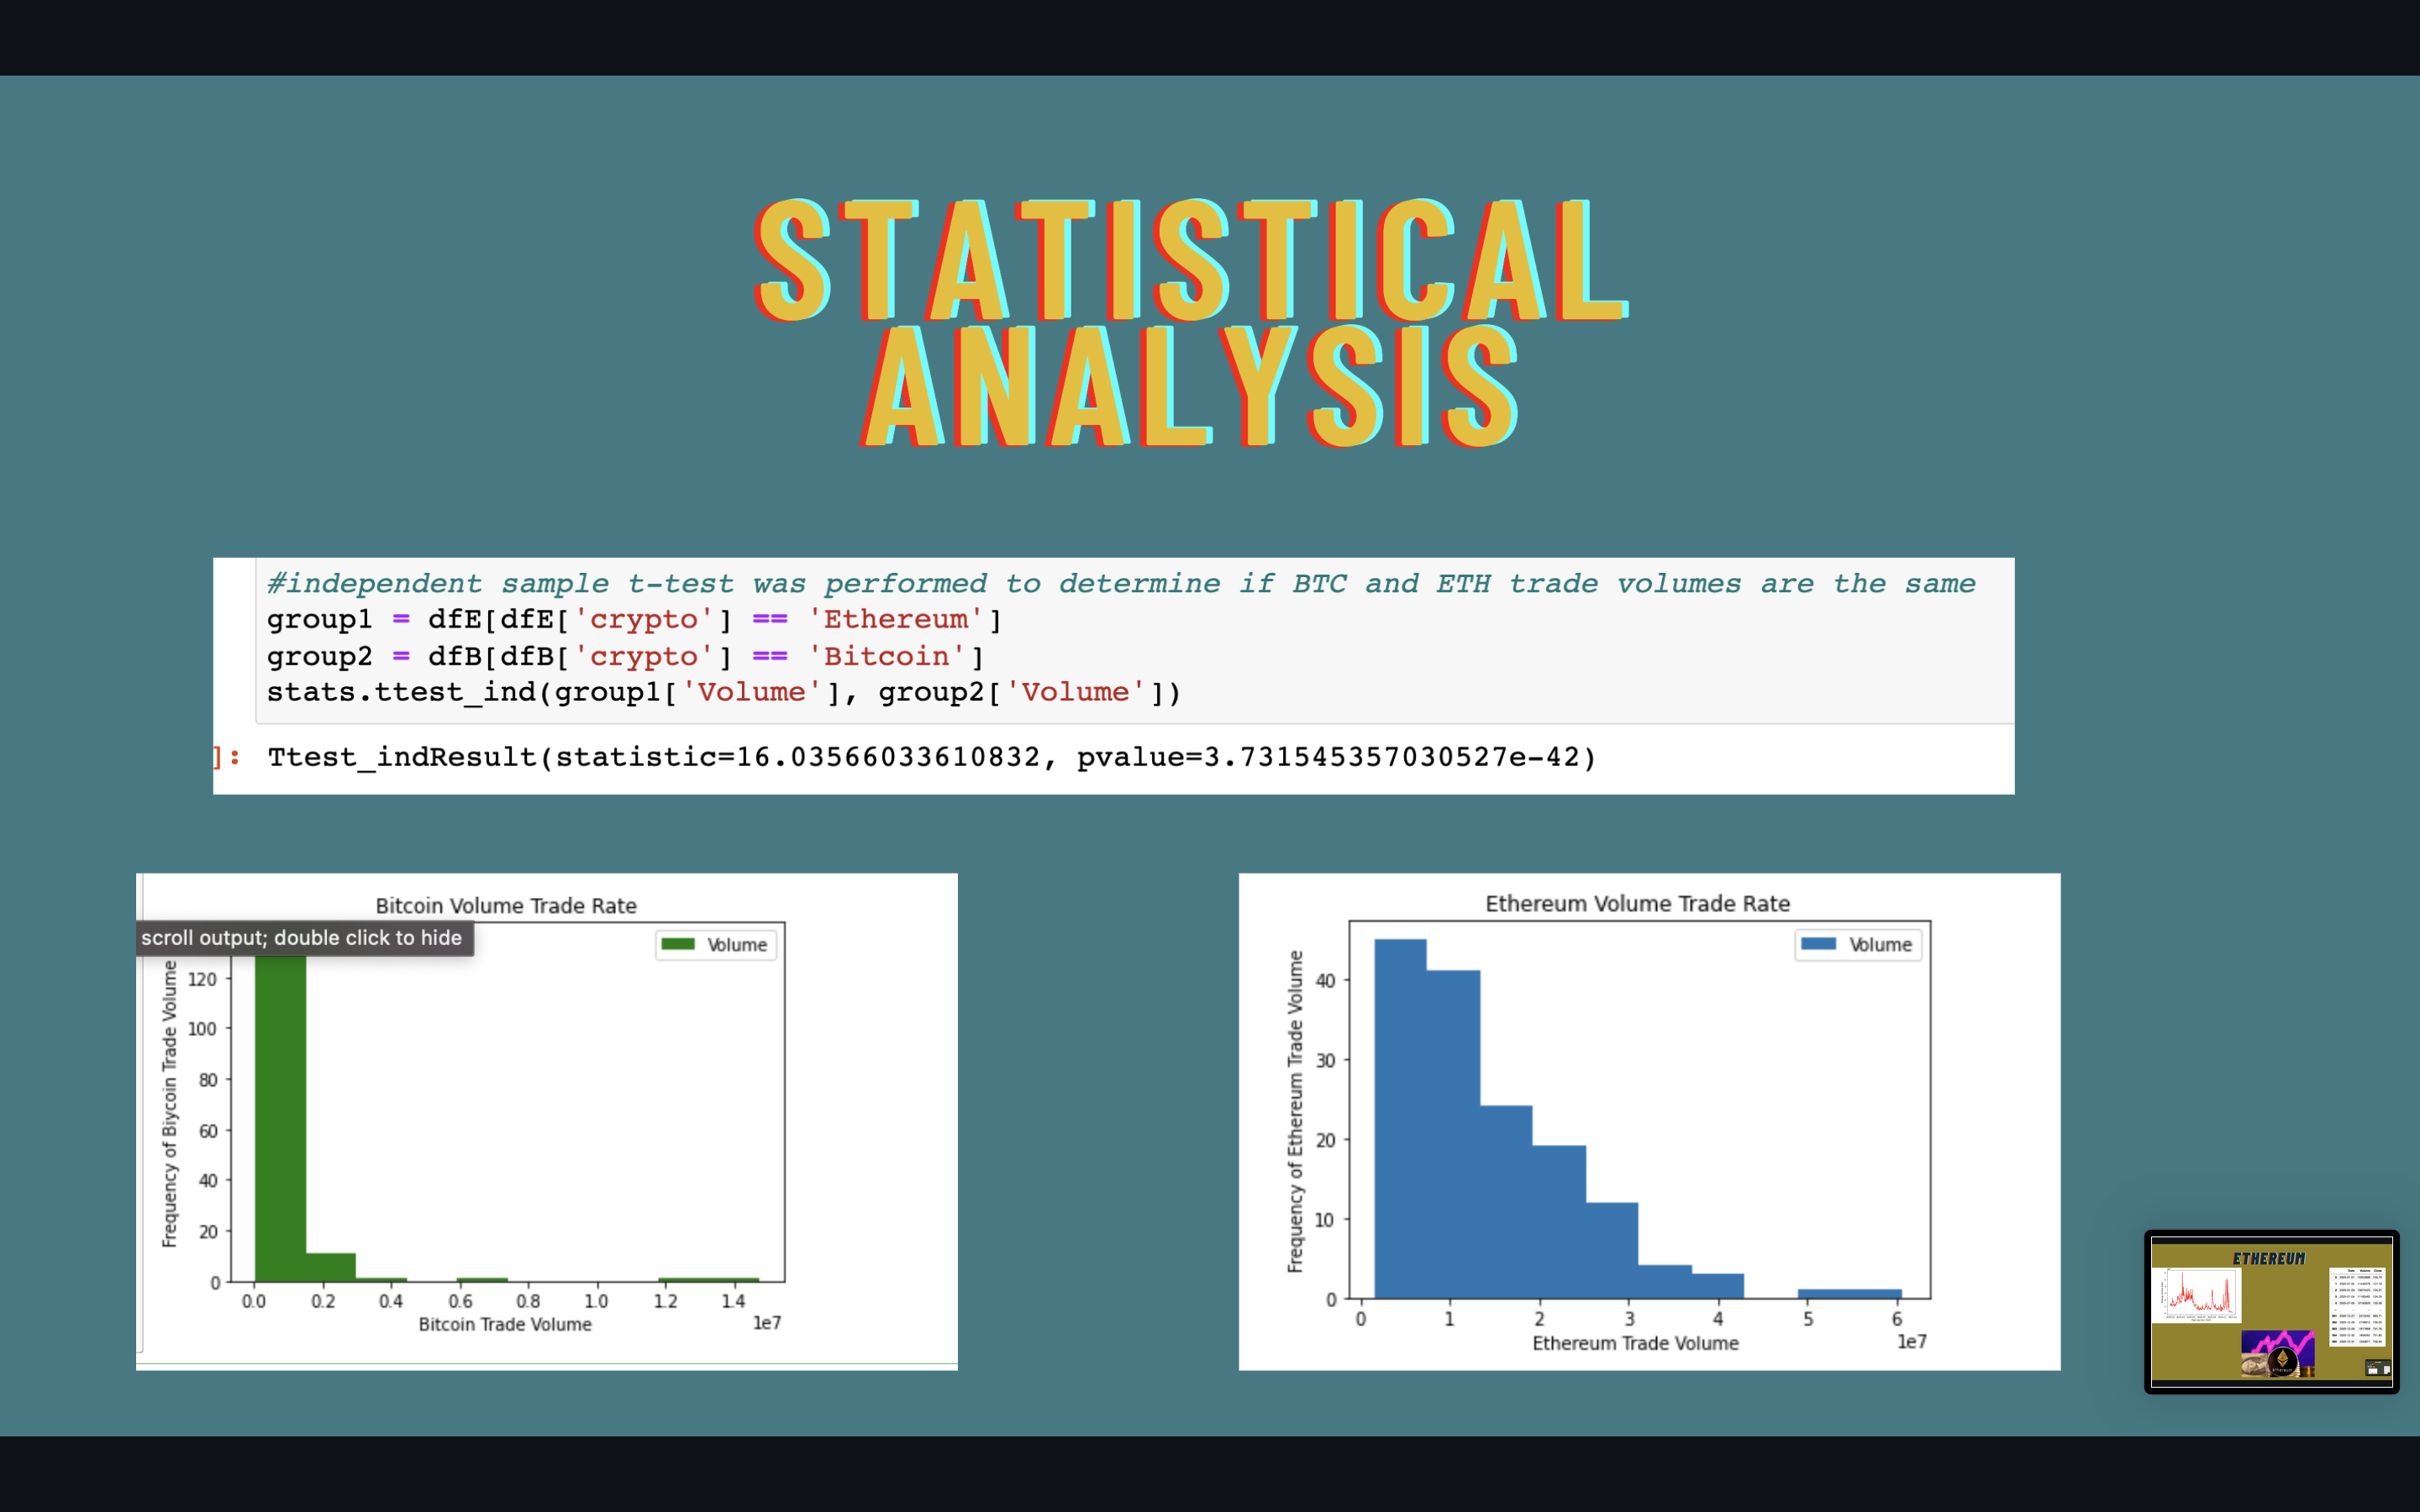 STATISTICAL
ANALYSIS
#independent sample t-test was performed to determine if BTC and ETH trade volumes are the same
group1 = dfE[dfE['crypto'] == 'Ethereum']
group2 = dfB[dfB['crypto'] == 'Bitcoin']
stats.ttest_ind(group1['Volume'], group2['Volume'])
]: Ttest_indResult(statistic=16.03566033610832, pvalue=3.731545357030527e-42)
Bitcoin Volume Trade Rate
scroll output; double click to hide
Volume
Frequency of Biycoin Trade Volume
120
100
80
60
40
20
0
0.0 0.2 0.4 0.6 0.8 1.0 1.2 1.4
1e7
Bitcoin Trade Volume
Ethereum Volume Trade Rate
Volume
Frequency of Ethereum Trade Volume
40
30
20
10
0
0 1 2 3 4 5 6
1e7
Ethereum Trade Volume
ETHEREUM